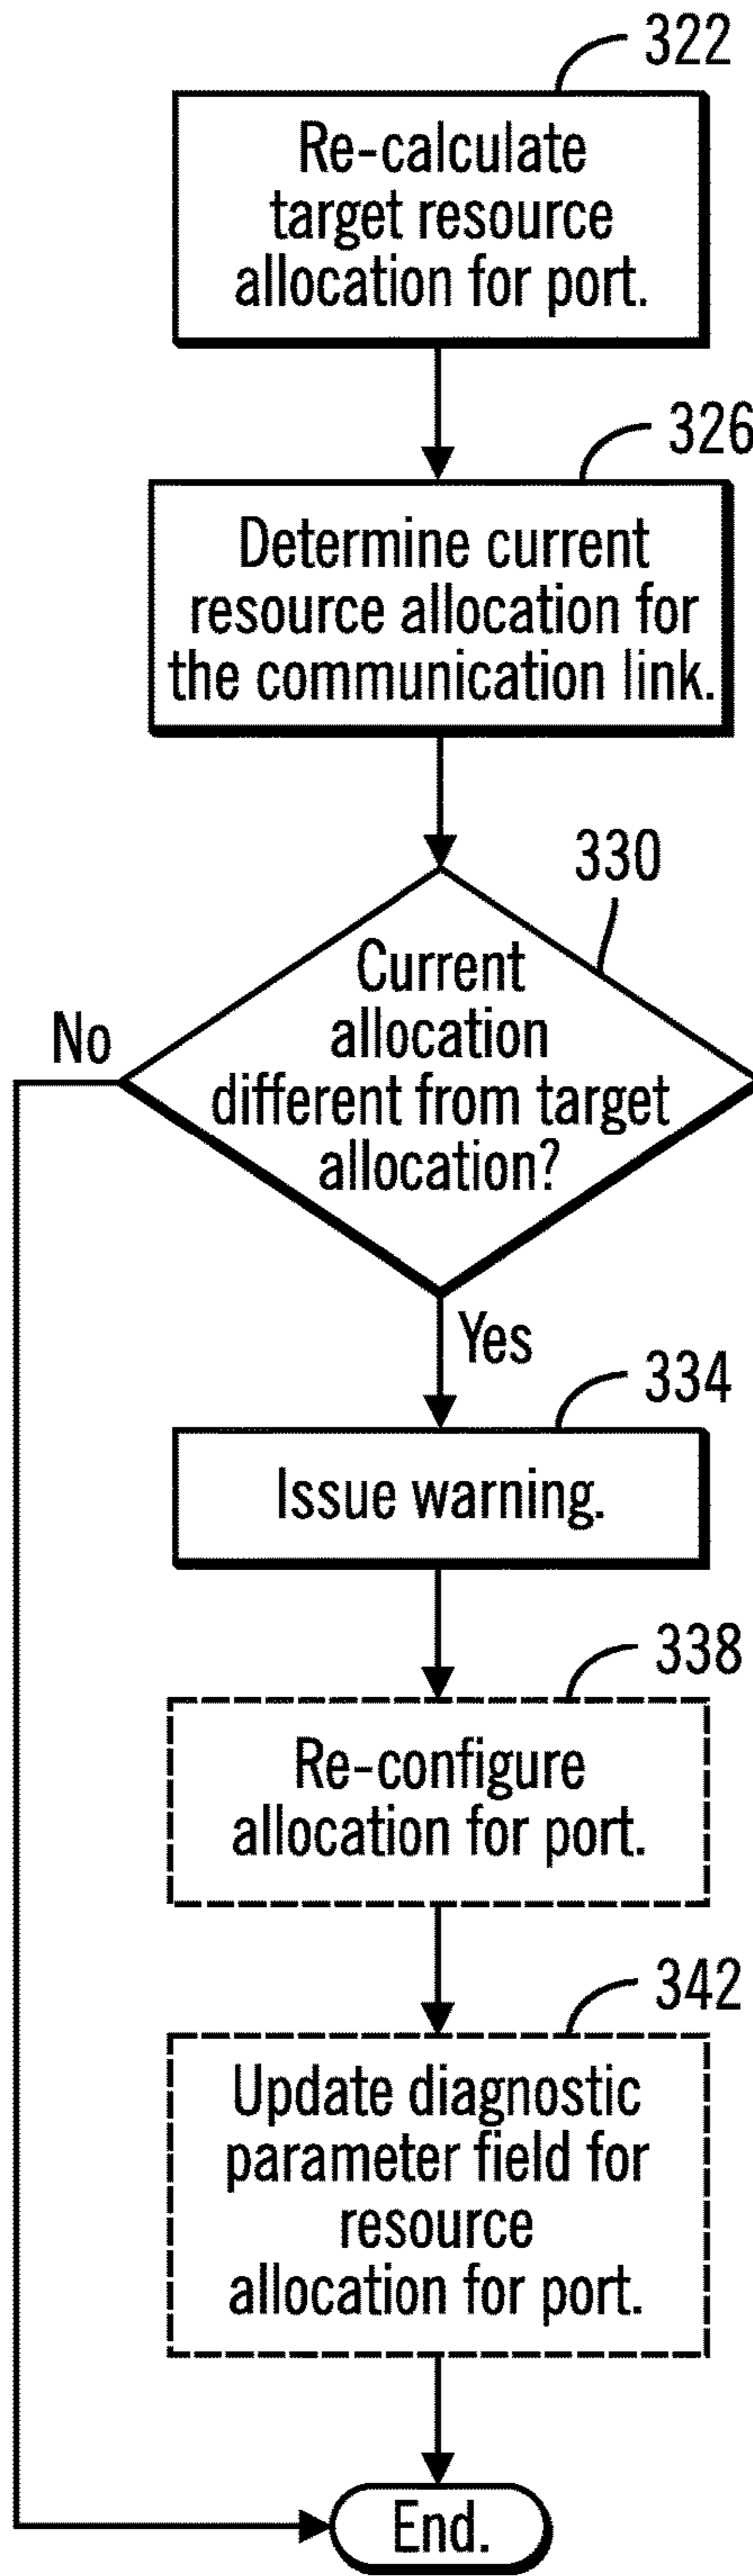 322
Re-calculate
target resource
allocation for port.
326
Determine current
resource allocation for
the communication link.
330
Current
allocation
different from target
allocation?
No
Yes
334
Issue warning.
338
Re-configure
allocation for port.
342
Update diagnostic
parameter field for
resource
allocation for port.
End.